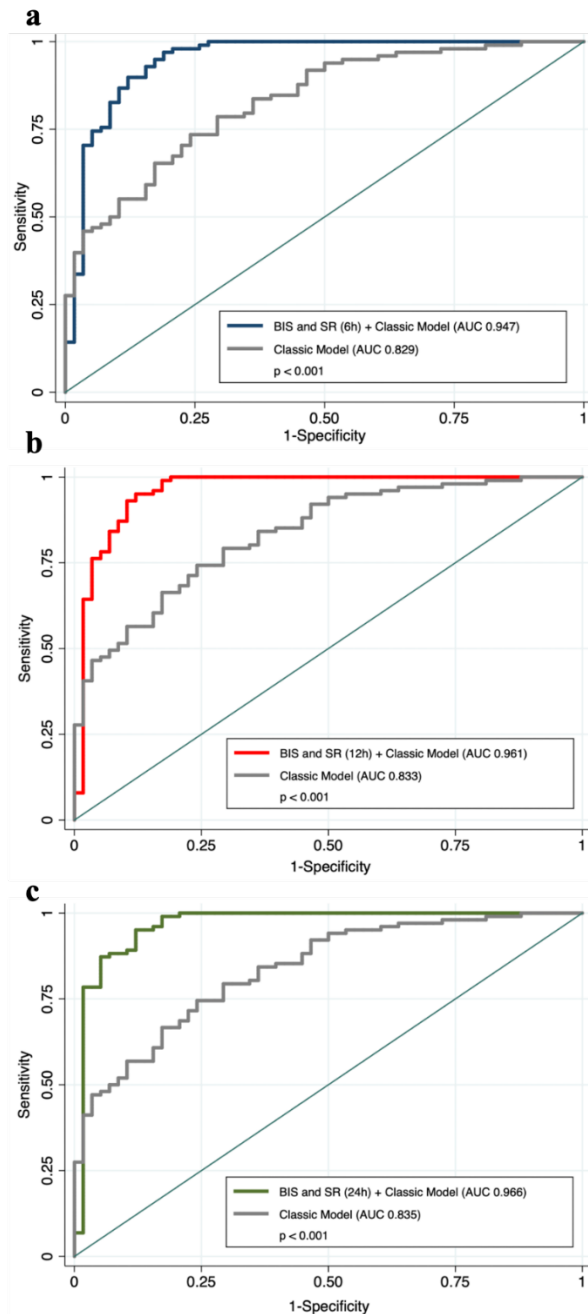 a
Sensitivity
1
0.75
0.50
0.25
0
BIS and SR (6h) + Classic Model (AUC 0.947)
Classic Model (AUC 0.829)
p < 0.001
0
0.25
0.50
0.75
1
1-Specificity
b
Sensitivity
1
0.75
0.50
0.25
0
BIS and SR (12h) + Classic Model (AUC 0.961)
Classic Model (AUC 0.833)
p < 0.001
0
0.25
0.50
0.75
1
1-Specificity
c
Sensitivity
1
0.75
0.50
0.25
0
BIS and SR (24h) + Classic Model (AUC 0.966)
Classic Model (AUC 0.835)
p < 0.001
0
0.25
0.50
0.75
1
1-Specificity